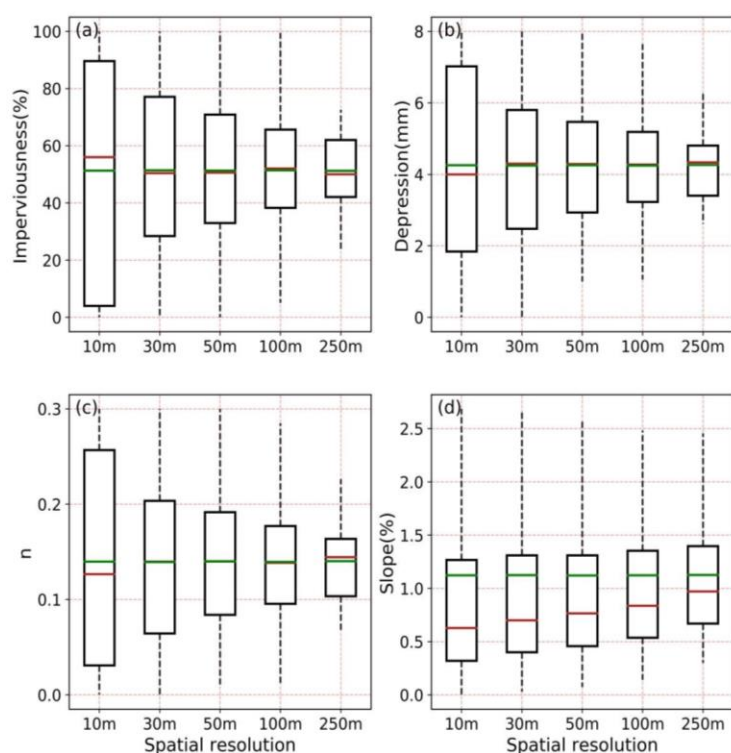 (a)
100
80
60
40
20
0
Imperviousness(%)
10m 30m 50m 100m 250m
(b)
8
6
4
2
0
Depression(mm)
10m 30m 50m 100m 250m
(c)
0.3
0.2
0.1
0.0
n
10m 30m 50m 100m 250m
Spatial resolution
(d)
2.5
2.0
1.5
1.0
0.5
0.0
Slope(%)
10m 30m 50m 100m 250m
Spatial resolution